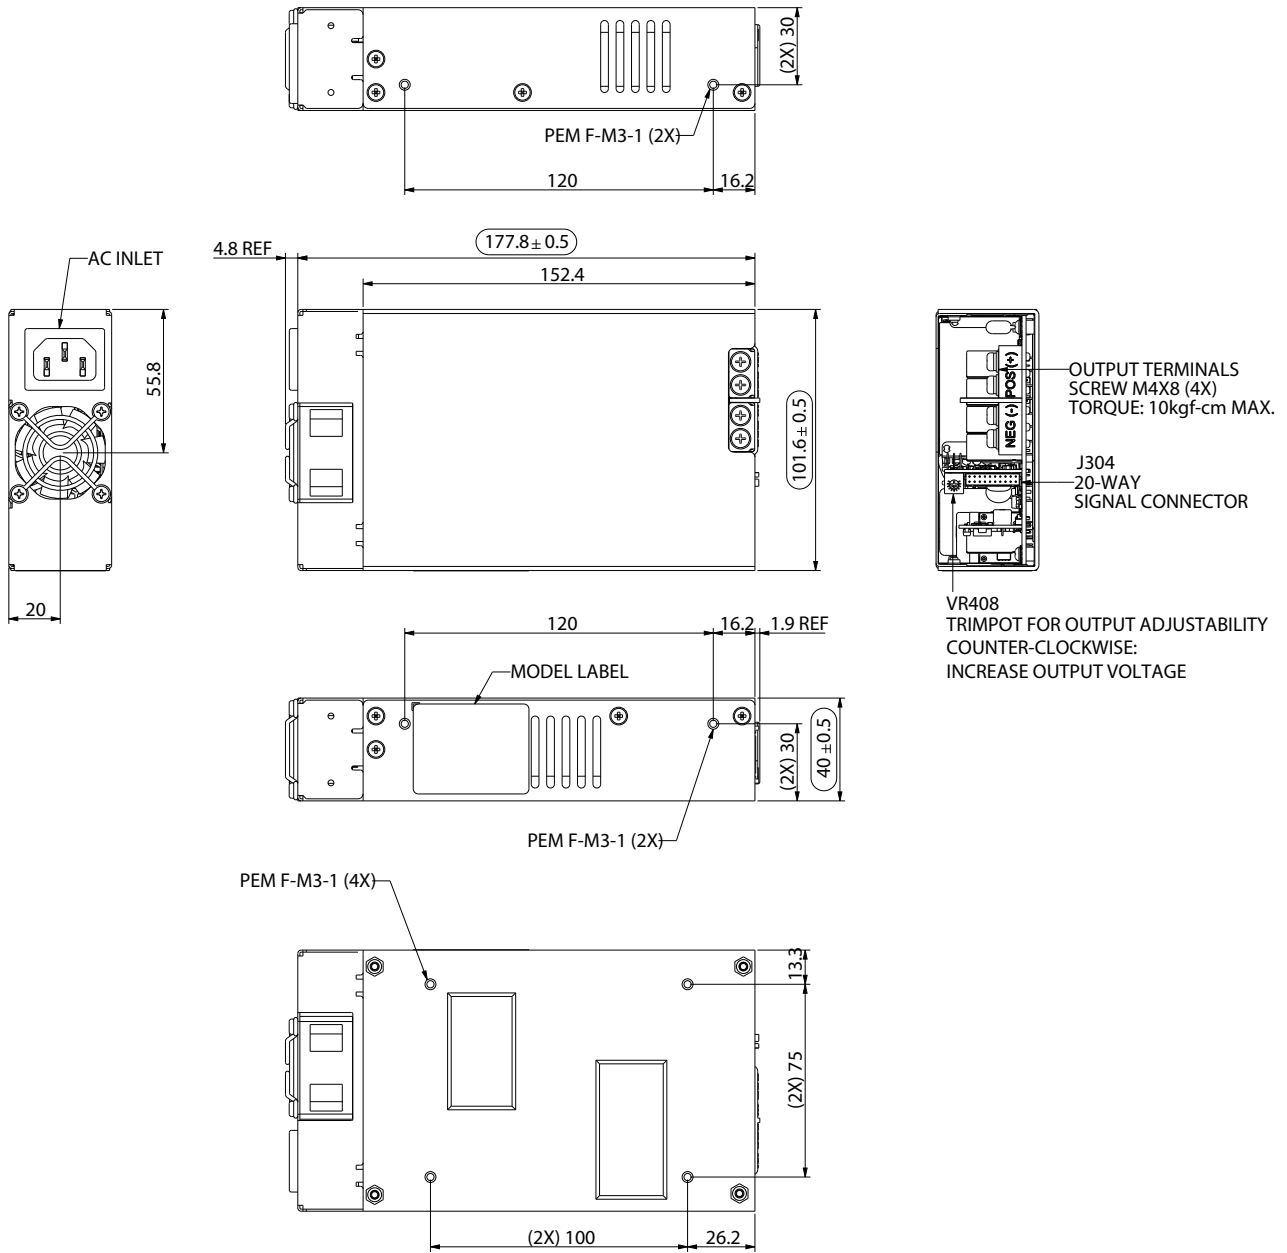 (2X) 30
PEM F-M3-1 (2X)
120
16.2
4.8 REF
177.8 ± 0.5
152.4
AC INLET
55.8
20
101.6 ± 0.5
POS (+)
NEG (-)
OUTPUT TERMINALS
SCREW M4X8 (4X)
TORQUE: 10kgf-cm MAX.
J304
20-WAY
SIGNAL CONNECTOR
VR408
TRIMPOT FOR OUTPUT ADJUSTABILITY
COUNTER-CLOCKWISE:
INCREASE OUTPUT VOLTAGE
120
16.2
1.9 REF
MODEL LABEL
(2X) 30
40 ± 0.5
PEM F-M3-1 (2X)
PEM F-M3-1 (4X)
13.3
(2X) 75
(2X) 100
26.2